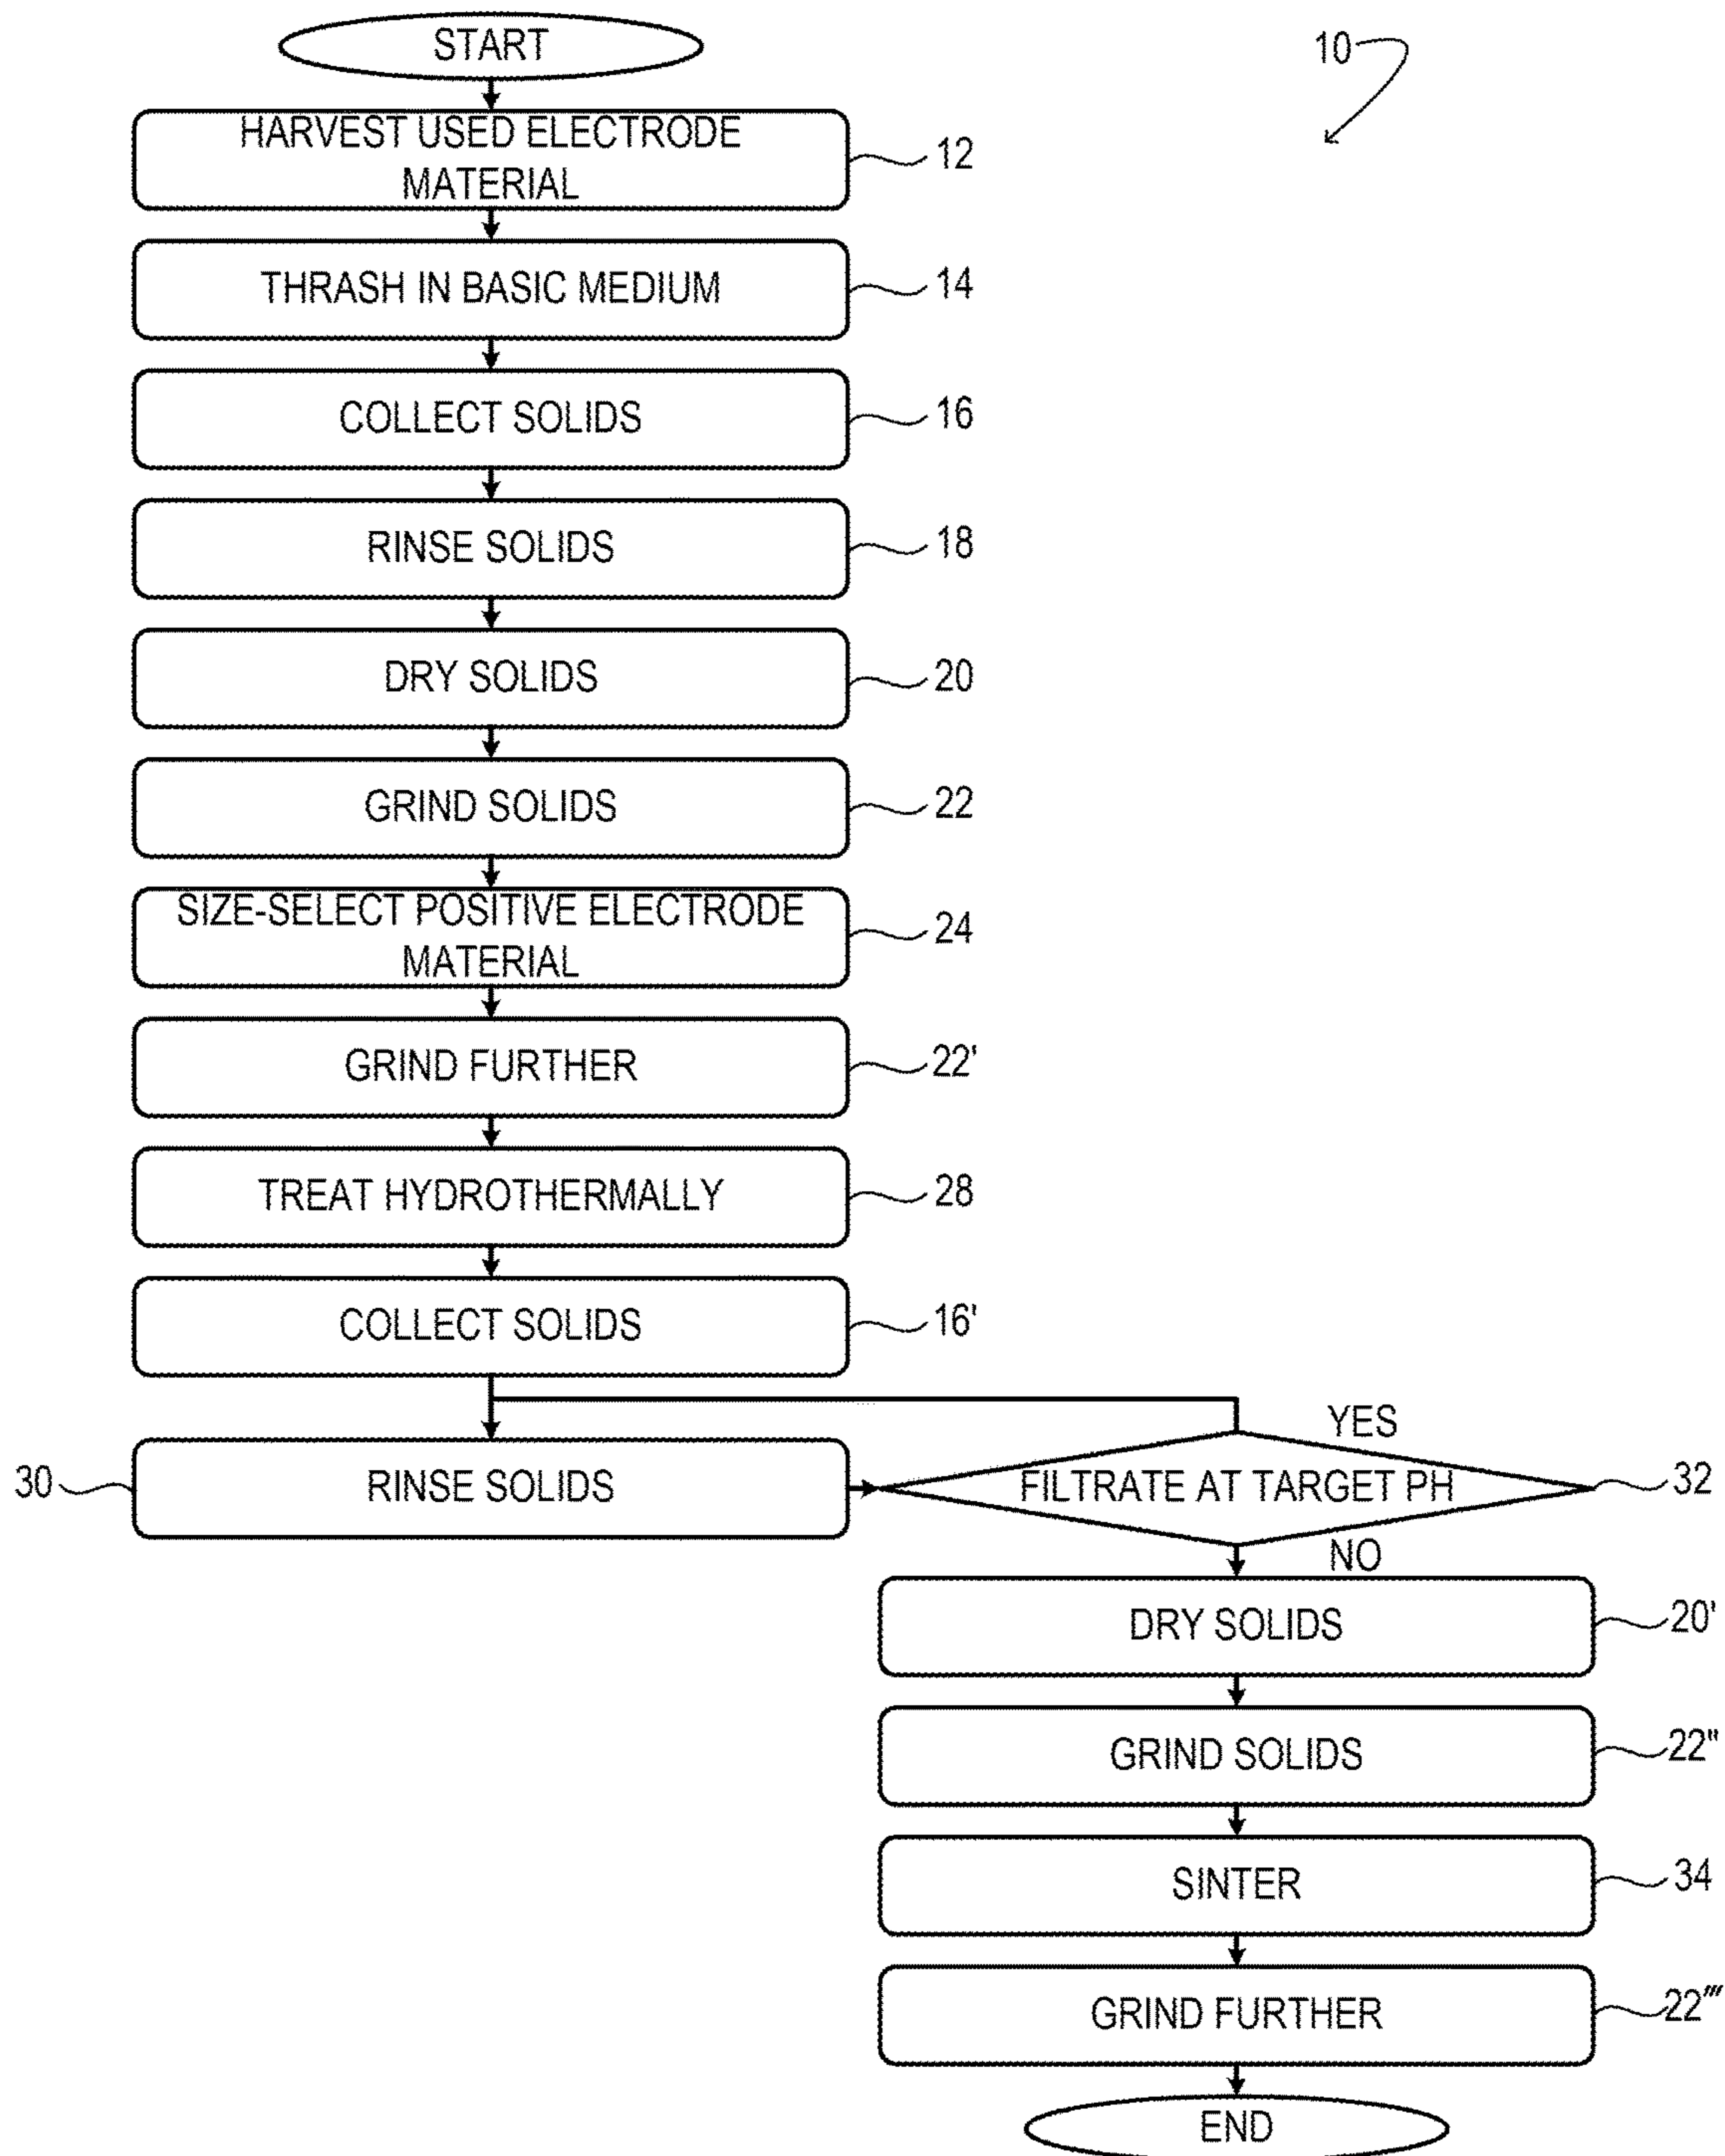 START
10
HARVEST USED ELECTRODE
MATERIAL
12
THRASH IN BASIC MEDIUM
14
COLLECT SOLIDS
16
RINSE SOLIDS
18
DRY SOLIDS
20
GRIND SOLIDS
22
SIZE-SELECT POSITIVE ELECTRODE
MATERIAL
24
GRIND FURTHER
22'
TREAT HYDROTHERMALLY
28
COLLECT SOLIDS
16'
YES
30
RINSE SOLIDS
FILTRATE AT TARGET PH
32
NO
DRY SOLIDS
20'
GRIND SOLIDS
22"
SINTER
34
GRIND FURTHER
22'''
END